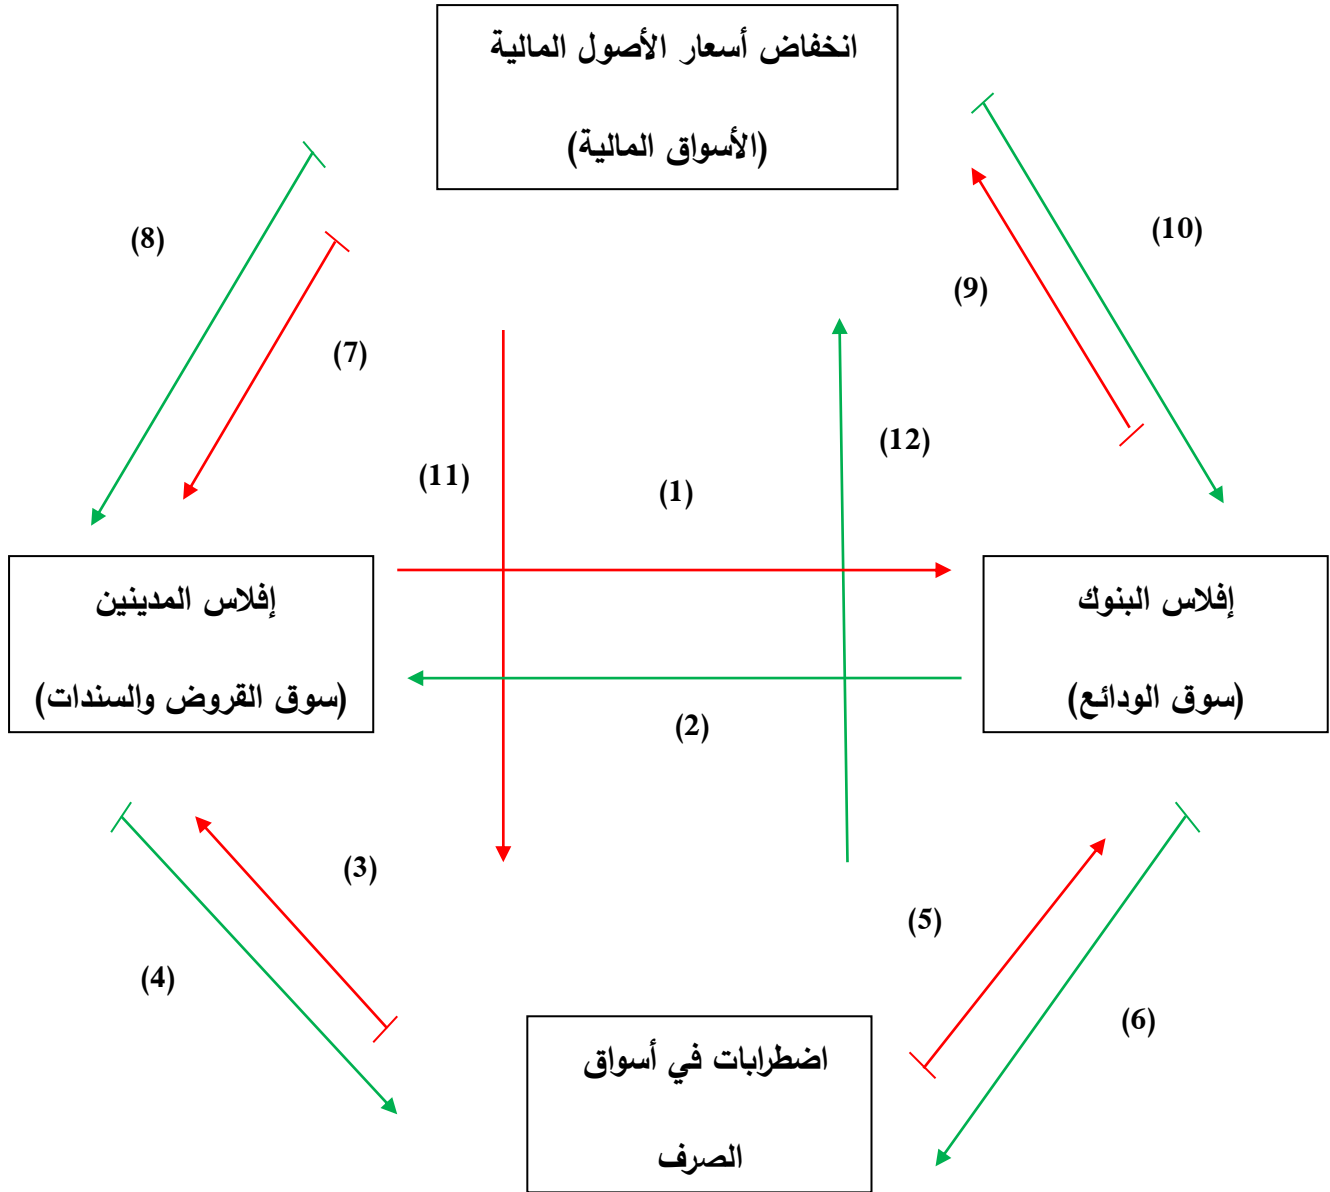 انخفاض أسعار الأصول المالية
(الأسواق المالية)
(8)
(10)
(9)
(7)
(12)
(11)
(1)
إفلاس المدينين
(سوق القروض والسندات)
إفلاس البنوك
(سوق الودائع)
(2)
(3)
(5)
(4)
(6)
اضطرابات في أسواق
الصرف